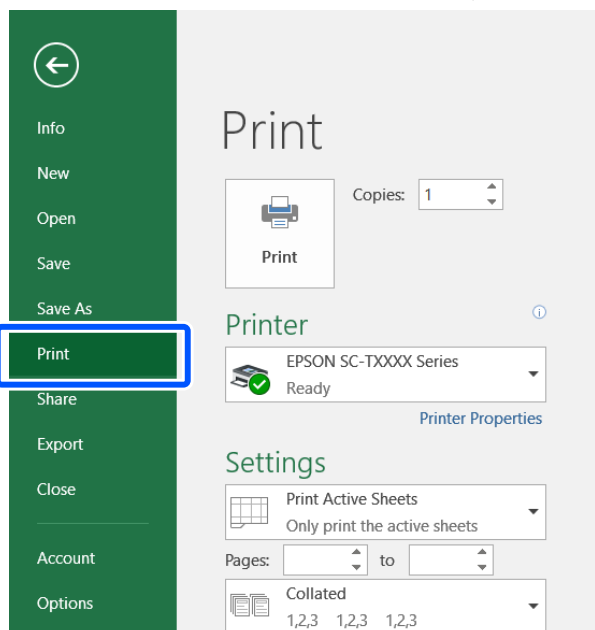 Info
New
Open
Save
Save As
Print
Share
Export
Close
Account
Options
Print
Print
Copies: 1
Printer
EPSON SC-TXXXX Series
Ready
Printer Properties
Settings
Print Active Sheets
Only print the active sheets
Pages: to
Collated
1,2,3 1,2,3 1,2,3